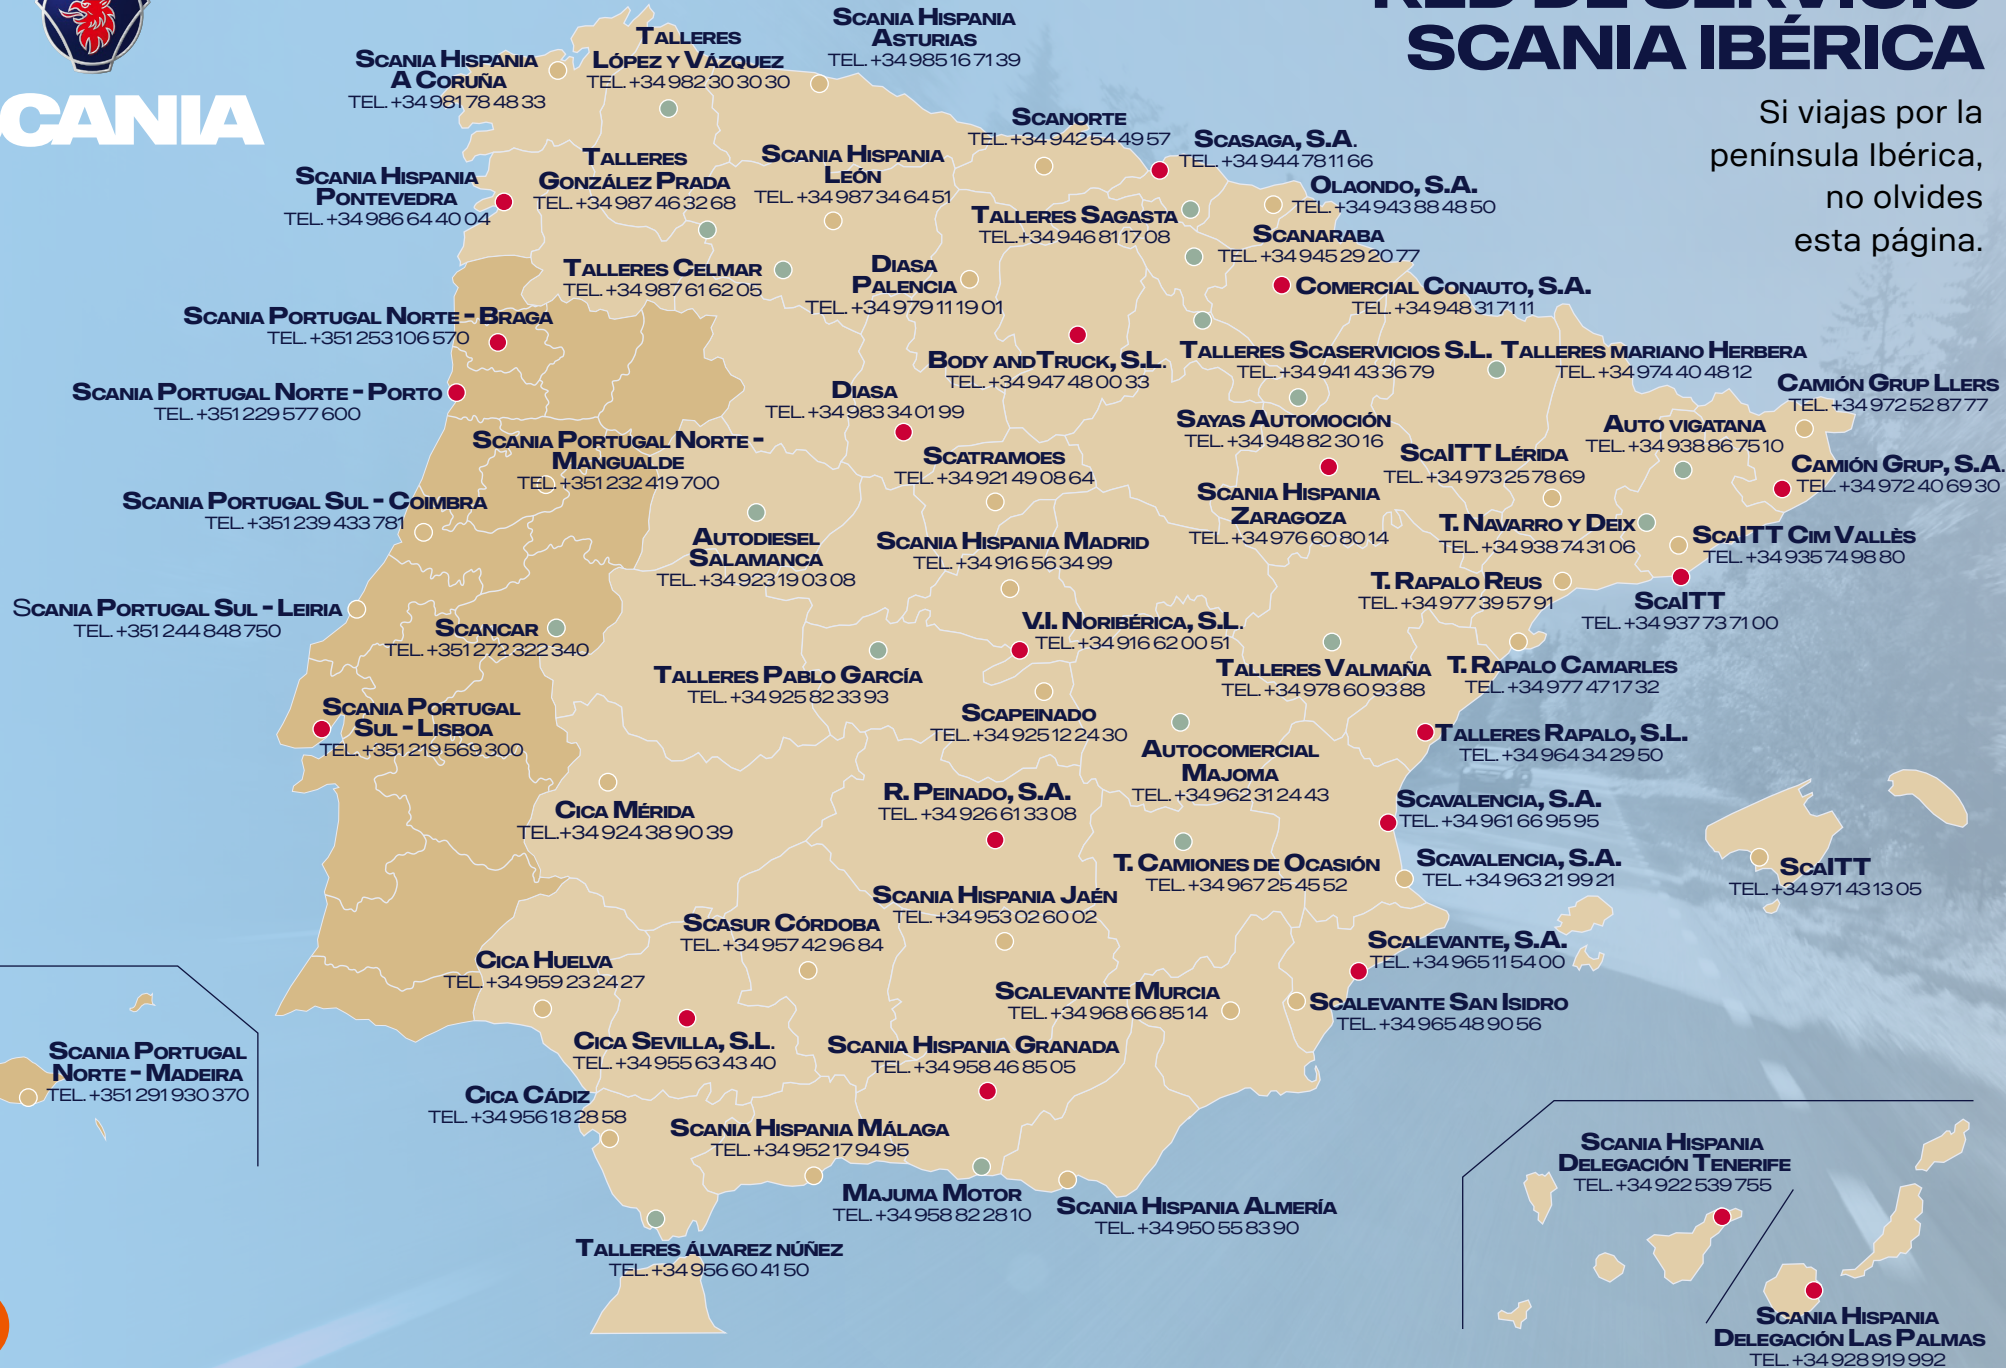 CANIA
RED DE SERVICIO
SCANIA IBÉRICA
Si viajas por la
península Ibérica,
no olvides
esta página.
SCANIA HISPANIA
A CORUÑA
TEL. +34 981 78 48 33
TALLERES
LÓPEZ Y VÁZQUEZ
TEL. +34 982 30 30 30
SCANIA HISPANIA
ASTURIAS
TEL. +34 985 16 71 39
SCANORTE
TEL. +34 942 54 49 57
SCASAGA, S.A.
TEL. +34 944 78 11 66
SCANIA HISPANIA
PONTEVEDRA
TEL. +34 986 64 40 04
TALLERES
GONZÁLEZ PRADA
TEL. +34 987 46 32 68
SCANIA HISPANIA
LEÓN
TEL. +34 987 34 64 51
TALLERES SAGASTA
TEL. +34 946 81 17 08
OLAONDO, S.A.
TEL. +34 943 88 48 50
SCANARABA
TEL. +34 945 29 20 77
TALLERES CELMAR
TEL. +34 987 61 62 05
DIASA
PALENCIA
TEL. +34 979 11 19 01
COMERCIAL CONAUTO, S.A.
TEL. +34 948 31 71 11
SCANIA PORTUGAL NORTE - BRAGA
TEL. +351 253 106 570
BODY AND TRUCK, S.L.
TEL. +34 947 48 00 33
TALLERES SCASERVICIOS S.L.
TEL. +34 941 43 36 79
TALLERES MARIANO HERBERA
TEL. +34 974 40 48 12
CAMIÓN GRUP LLERS
TEL. +34 972 52 87 77
SCANIA PORTUGAL NORTE - PORTO
TEL. +351 229 577 600
DIASA
TEL. +34 983 34 01 99
SAYAS AUTOMOCIÓN
TEL. +34 948 82 30 16
AUTO VIGATANA
TEL. +34 938 86 75 10
SCANIA PORTUGAL NORTE -
MANGUALDE
TEL. +351 232 419 700
SCATRAMOES
TEL. +34 921 49 08 64
SCAITT LÉRIDA
TEL. +34 973 25 78 69
CAMIÓN GRUP, S.A.
TEL. +34 972 40 69 30
SCANIA PORTUGAL SUL - COIMBRA
TEL. +351 239 433 781
SCANIA HISPANIA
ZARAGOZA
TEL. +34 976 60 80 14
T. NAVARRO Y DEIX
TEL. +34 938 74 31 06
SCAITT CIM VALLÈS
TEL. +34 935 74 98 80
AUTODIESEL
SALAMANCA
TEL. +34 923 19 03 08
SCANIA HISPANIA MADRID
TEL. +34 916 56 34 99
T. RAPALO REUS
TEL. +34 977 39 57 91
SCAITT
TEL. +34 937 73 71 00
SCANIA PORTUGAL SUL - LEIRIA
TEL. +351 244 848 750
SCANCAR
TEL. +351 272 322 340
V.I. NORIBÉRICA, S.L.
TEL. +34 916 62 00 51
TALLERES PABLO GARCÍA
TEL. +34 925 82 33 93
TALLERES VALMAÑA
TEL. +34 978 60 93 88
T. RAPALO CAMARLES
TEL. +34 977 47 17 32
SCANIA PORTUGAL
SUL - LISBOA
TEL. +351 219 569 300
SCAPEINADO
TEL. +34 925 12 24 30
AUTOCOMERCIAL
MAJOMA
TEL. +34 962 31 24 43
TALLERES RAPALO, S.L.
TEL. +34 964 34 29 50
CICA MÉRIDA
TEL. +34 924 38 90 39
R. PEINADO, S.A.
TEL. +34 926 61 33 08
SCAVALENCIA, S.A.
TEL. +34 961 66 95 95
T. CAMIONES DE OCASIÓN
TEL. +34 967 25 45 52
SCAVALENCIA, S.A.
TEL. +34 963 21 99 21
SCAITT
TEL. +34 971 43 13 05
SCANIA HISPANIA JAÉN
TEL. +34 953 02 60 02
SCASUR CÓRDOBA
TEL. +34 957 42 96 84
SCALEVANTE, S.A.
TEL. +34 965 11 54 00
CICA HUELVA
TEL. +34 959 23 24 27
SCALEVANTE MURCIA
TEL. +34 968 66 85 14
SCALEVANTE SAN ISIDRO
TEL. +34 965 48 90 56
CICA SEVILLA, S.L.
TEL. +34 955 63 43 40
SCANIA HISPANIA GRANADA
TEL. +34 958 46 85 05
SCANIA PORTUGAL
NORTE - MADEIRA
TEL. +351 291 930 370
CICA CÁDIZ
TEL. +34 956 18 28 58
SCANIA HISPANIA MÁLAGA
TEL. +34 952 17 94 95
MAJUMA MOTOR
TEL. +34 958 82 28 10
SCANIA HISPANIA ALMERÍA
TEL. +34 950 55 83 90
TALLERES ÁLVAREZ NÚÑEZ
TEL. +34 956 60 41 50
SCANIA HISPANIA
DELEGACIÓN TENERIFE
TEL. +34 922 539 755
SCANIA HISPANIA
DELEGACIÓN LAS PALMAS
TEL. +34 928 919 992